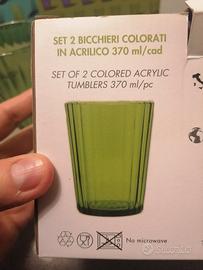 SET 2 BICCHIERI COLORATI
IN ACRILICO 370 ml/cad
SET OF 2 COLORED ACRYLIC
TUMBLERS 370 ml/pc
No microwave